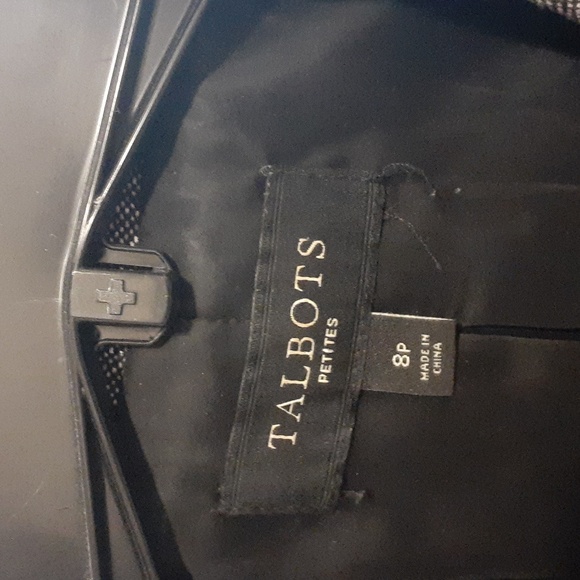 TALBOTS
PETITES
8P
MADE IN
CHINA